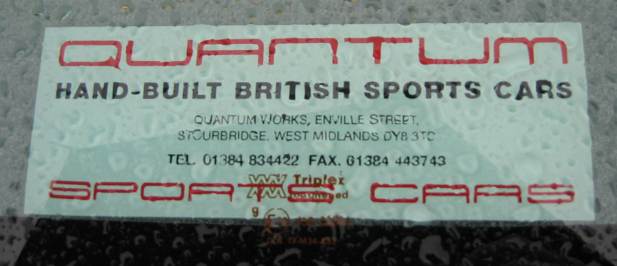 QUANTUM
HAND-BUILT BRITISH SPORTS CARS
QUANTUM WORKS, ENVILLE STREET,
STOURBRIDGE, WEST MIDLANDS DY8 3TC
TEL. 01384 834422 FAX. 01384 443743
Triplex
SPORTS CARS